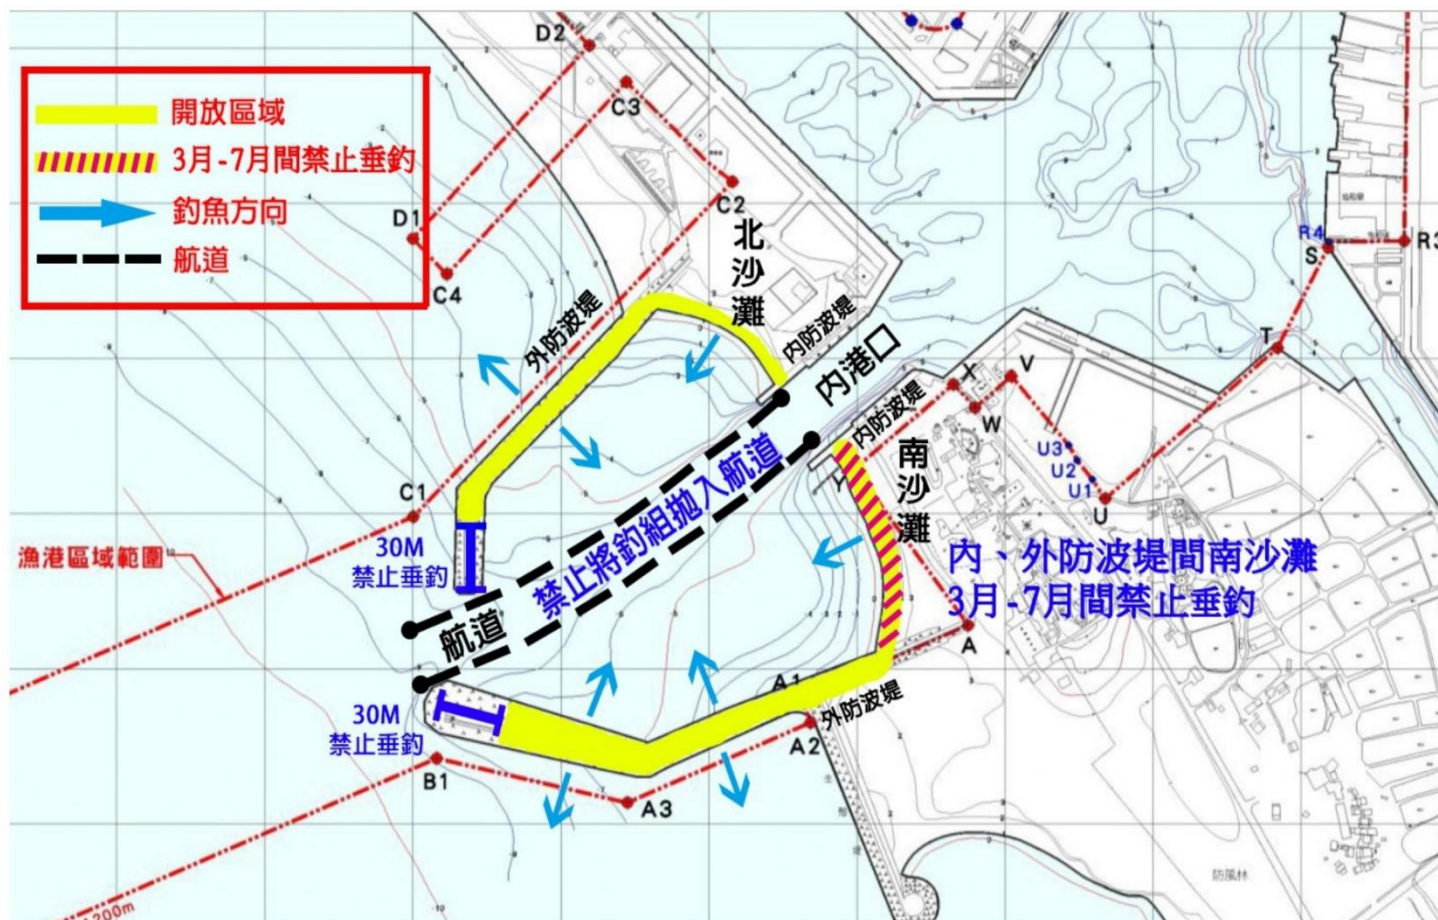 D2
C3
C2
D1
C4
開放區域
3月-7月間禁止垂釣
釣魚方向
航道
北沙灘
外防波堤
內防波堤
內港口
R4
R3
S
T
X
V
W
內防波堤
南沙灘
U3
U2
U1
U
Y
C1
漁港區域範圍
30M
禁止垂釣
禁止將釣組拋入航道
航道
內、外防波堤間南沙灘
3月-7月間禁止垂釣
A
A1
外防波堤
A2
30M
禁止垂釣
B1
A3
防風林
1200m